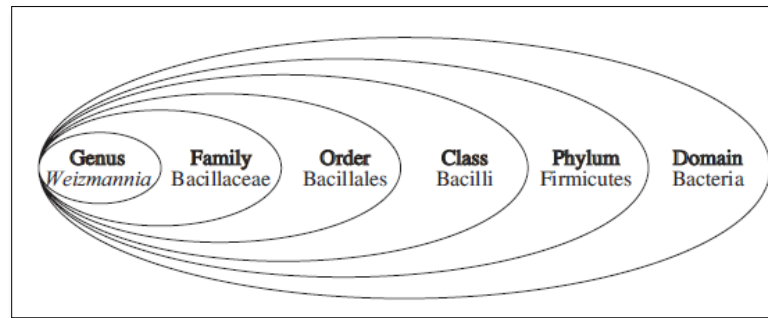 Genus Family Order Class Phylum Domain
Weizmannia Bacillaceae Bacillales Bacilli Firmicutes Bacteria